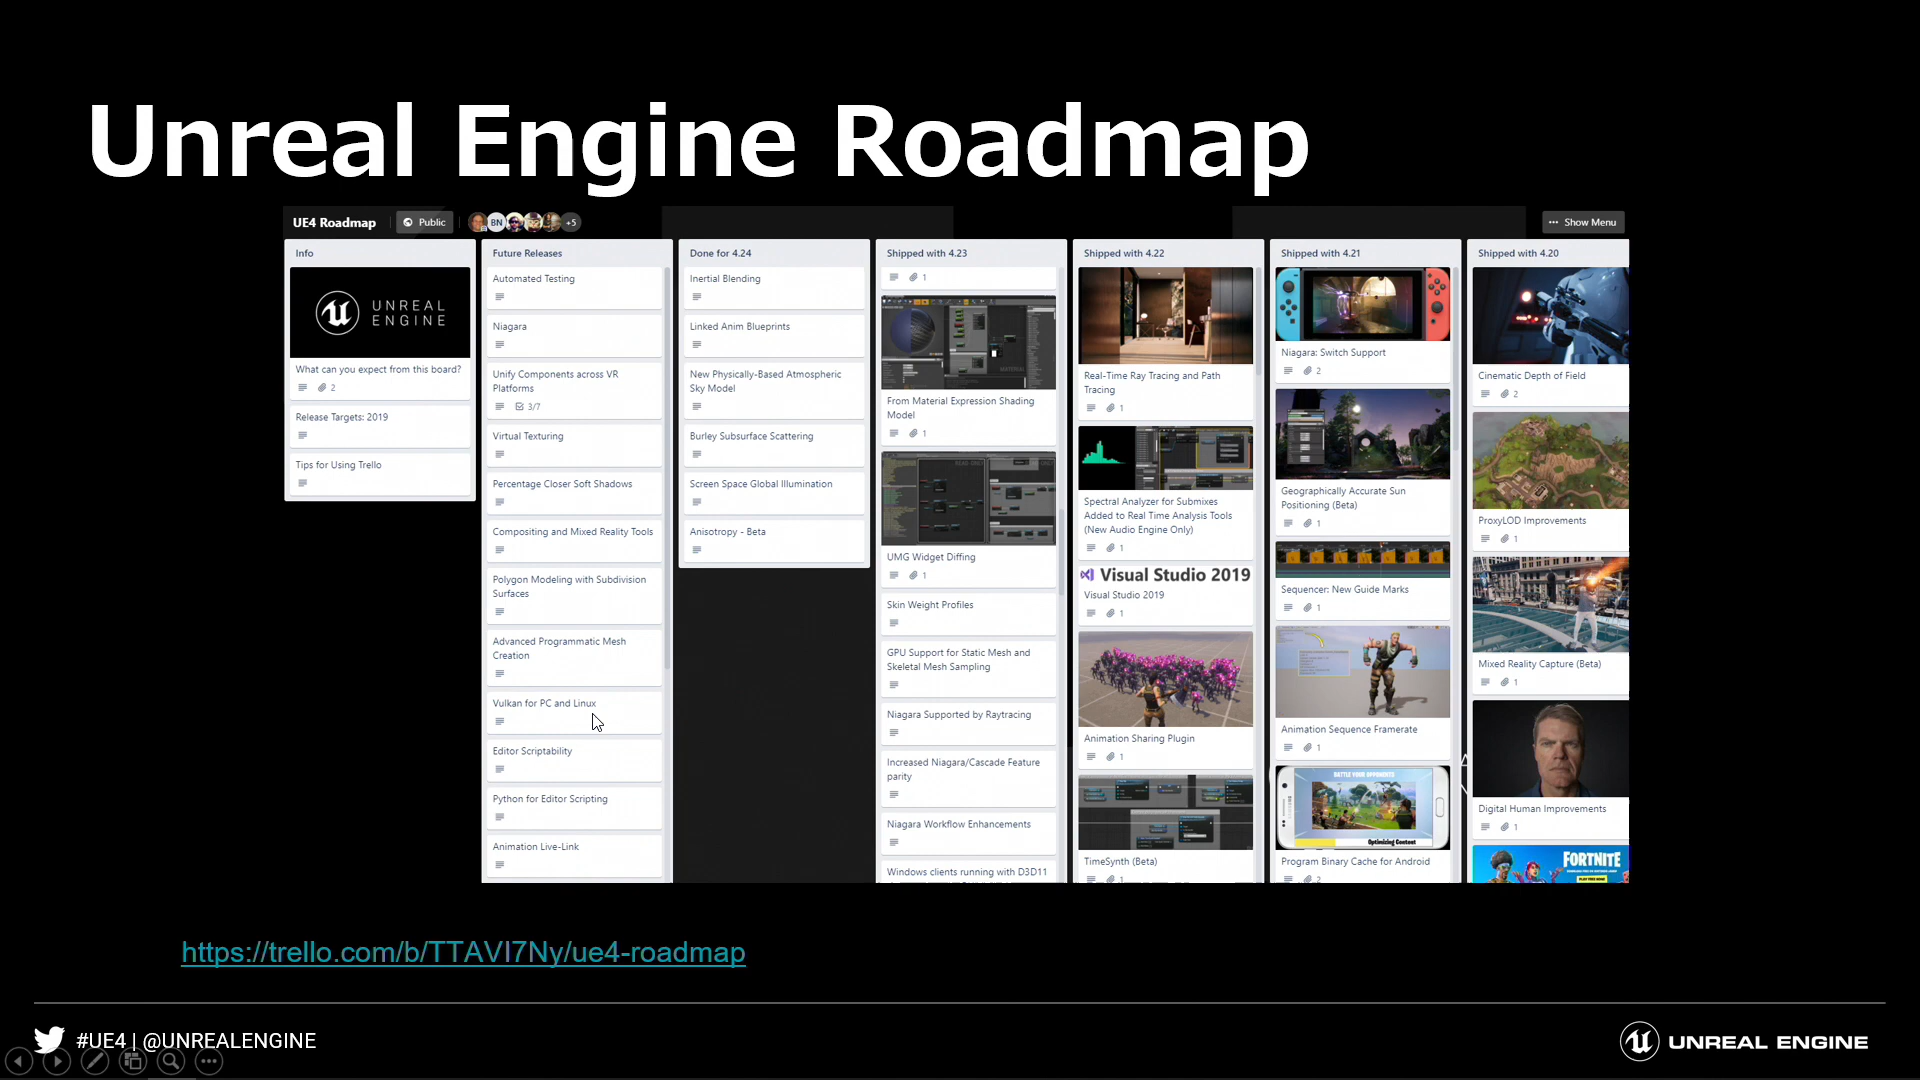 Unreal Engine Roadmap
UE4 Roadmap
Public
BN
+5
Show Menu
Info
UNREAL
ENGINE
What can you expect from this board?
2
Release Targets: 2019
Tips for Using Trello
Future Releases
Automated Testing
Niagara
Unify Components across VR
Platforms
3/7
Virtual Texturing
Percentage Closer Soft Shadows
Compositing and Mixed Reality Tools
Polygon Modeling with Subdivision
Surfaces
Advanced Programmatic Mesh
Creation
Vulkan for PC and Linux
Editor Scriptability
Python for Editor Scripting
Animation Live-Link
Done for 4.24
Inertial Blending
Linked Anim Blueprints
New Physically-Based Atmospheric
Sky Model
Burley Subsurface Scattering
Screen Space Global Illumination
Anisotropy - Beta
Shipped with 4.23
1
From Material Expression Shading
Model
1
UMG Widget Diffing
1
Skin Weight Profiles
GPU Support for Static Mesh and
Skeletal Mesh Sampling
Niagara Supported by Raytracing
Increased Niagara/Cascade Feature
parity
Niagara Workflow Enhancements
Windows clients running with D3D11
Shipped with 4.22
Real-Time Ray Tracing and Path
Tracing
1
Spectral Analyzer for Submixes
Added to Real Time Analysis Tools
(New Audio Engine Only)
1
Visual Studio 2019
Visual Studio 2019
1
Animation Sharing Plugin
1
TimeSynth (Beta)
1
Shipped with 4.21
Niagara: Switch Support
2
Geographically Accurate Sun
Positioning (Beta)
1
Sequencer: New Guide Marks
1
Animation Sequence Framerate
1
BATTLE YOUR OPPONENTS
Optimizing Content
Program Binary Cache for Android
2
Shipped with 4.20
Cinematic Depth of Field
2
ProxyLOD Improvements
1
Mixed Reality Capture (Beta)
1
Digital Human Improvements
1
FORTNITE
https://trello.com/b/TTAVI7Ny/ue4-roadmap
#UE4 | @UNREALENGINE
UNREAL ENGINE